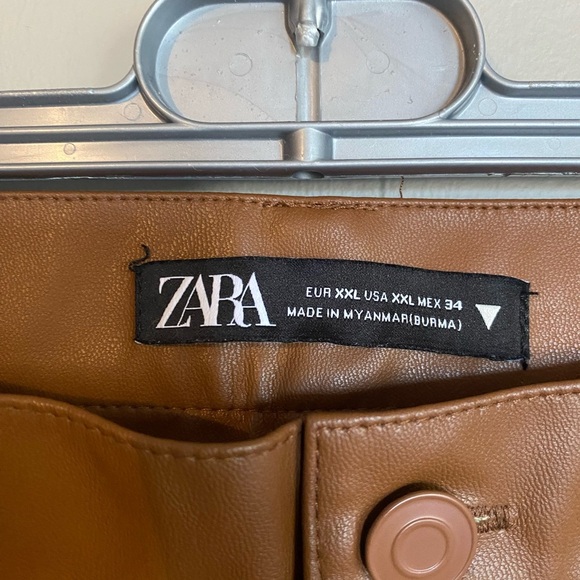 ZARA
EUR XXL USA XXL MEX 34
MADE IN MYANMAR(BURMA)